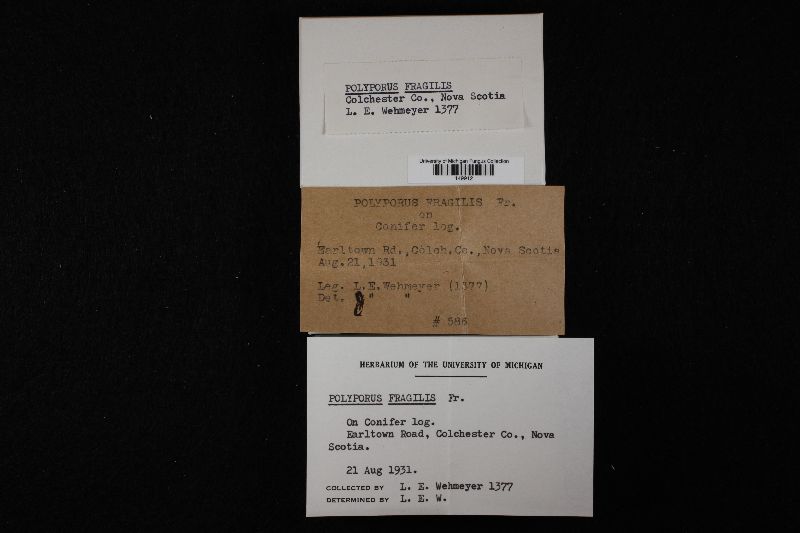 POLYPORUS FRAGILIS
Colchester Co., Nova Scotia
L. E. Wehmeyer 1377
University of Michigan Fungus Collection
149912
POLYPORUS FRAGILIS Fr.
on
Conifer log.
Earltown Rd., Colch.Co., Nova Scotia
Aug.21,1931
Leg. L.E.Wehmeyer (1377)
Det. " "
# 586
HERBARIUM OF THE UNIVERSITY OF MICHIGAN
POLYPORUS FRAGILIS Fr.
On Conifer log.
Earltown Road, Colchester Co., Nova
Scotia.
21 Aug 1931.
COLLECTED BY L. E. Wehmeyer 1377
DETERMINED BY L. E. W.